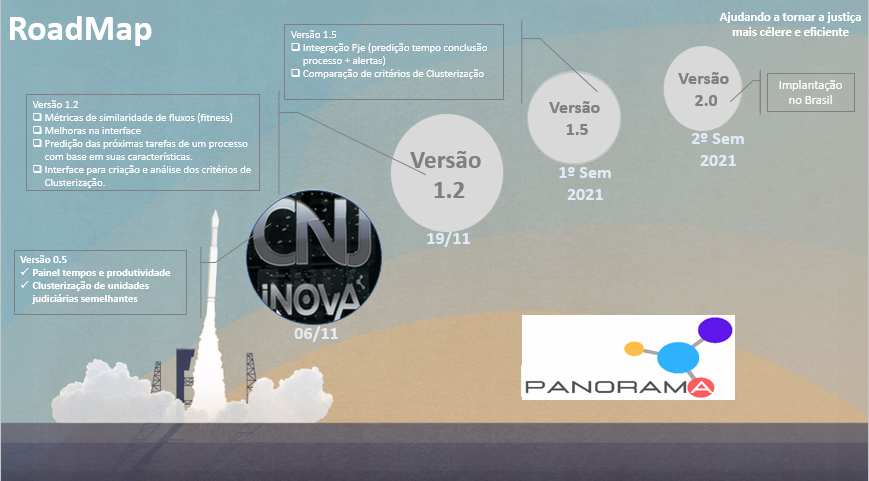 RoadMap
Ajudando a tornar a justiça
mais célere e eficiente
Versão 1.5
Integração Pje (predição tempo conclusão
processo + alertas)
Comparação de critérios de Clusterização
Versão
2.0
Implantação
no Brasil
2º Sem
2021
Versão
1.5
1º Sem
2021
Versão 1.2
Métricas de similaridade de fluxos (fitness)
Melhoras na interface
Predição das próximas tarefas de um processo
com base em suas características.
Interface para criação e análise dos critérios de
Clusterização.
Versão
1.2
19/11
CNJ
iNOVA
06/11
Versão 0.5
✓ Painel tempos e produtividade
✓ Clusterização de unidades
judiciárias semelhantes
PANORAMA